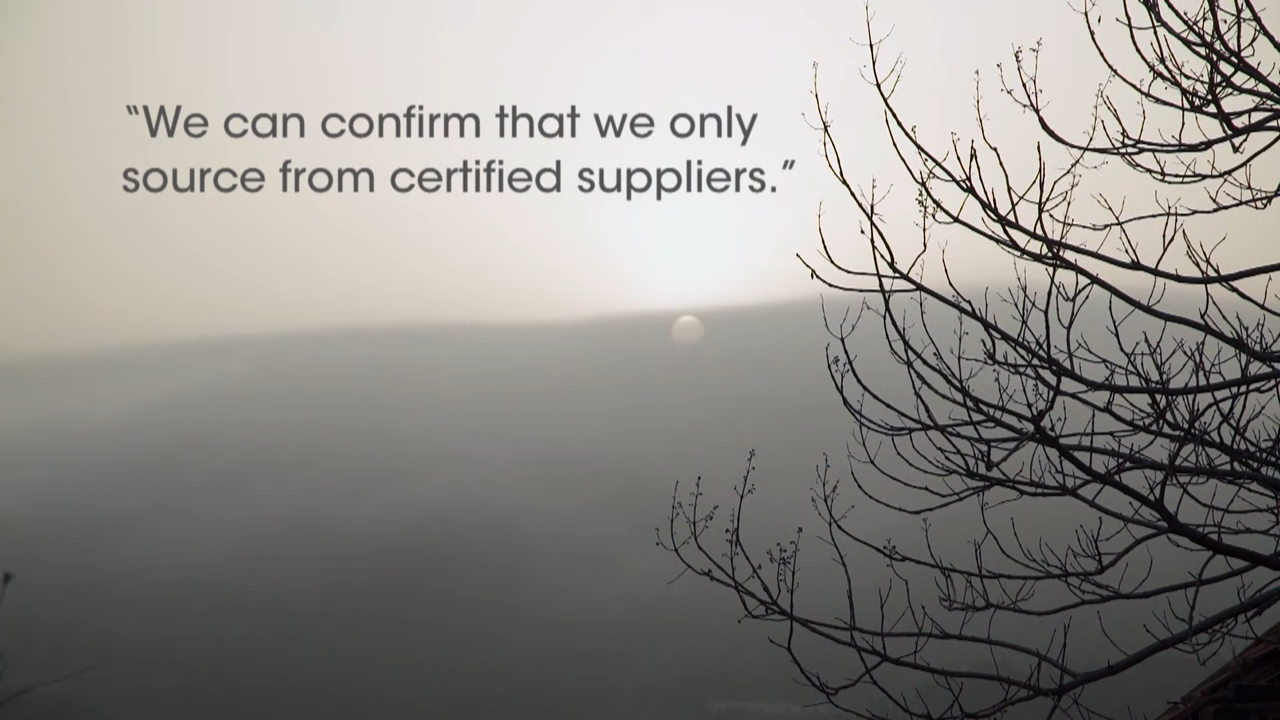 “We can confirm that we only
source from certified suppliers.”